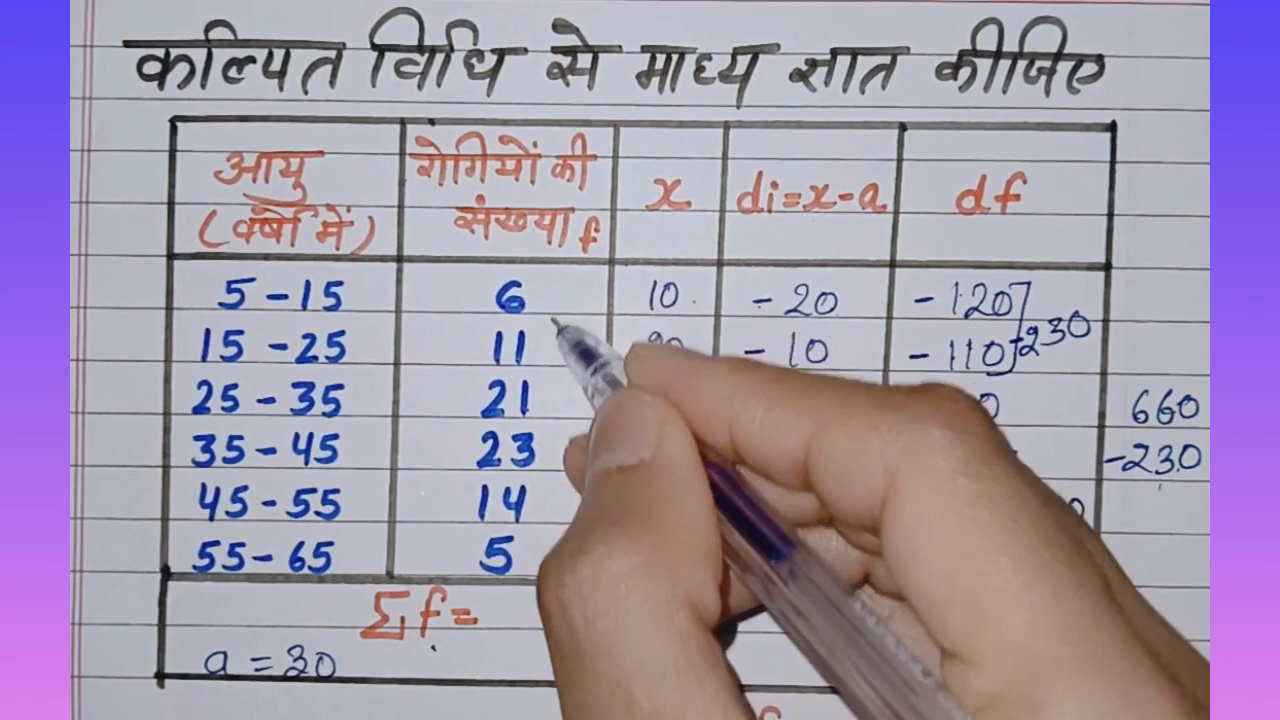 कल्पित विधि से माध्य ज्ञात कीजिए
आयु (वर्षो में) रोगियों की संख्या f x di=x-a df
5-15 6 10 -20 -120
15-25 11 -10 -110 -230
25-35 21 660
35-45 23 -230
45-55 14
55-65 5
Σf=
a=30